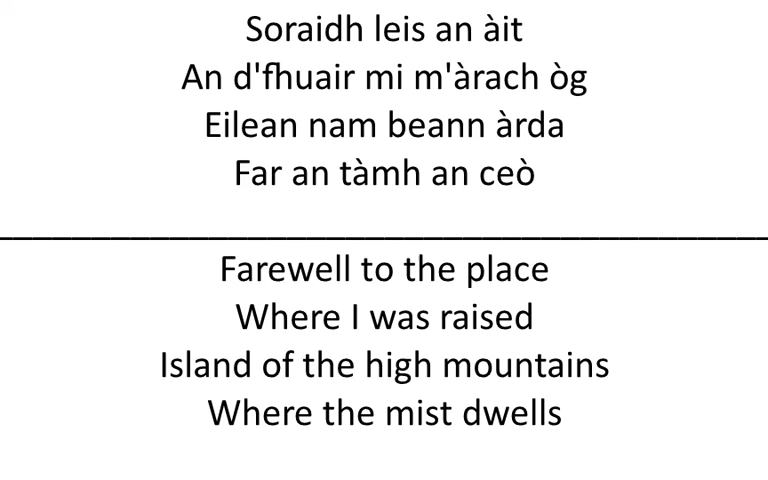 Soraidh leis an àit
An d'fhuair mi m'àrach òg
Eilean nam beann àrda
Far an tàmh an ceò
Farewell to the place
Where I was raised
Island of the high mountains
Where the mist dwells